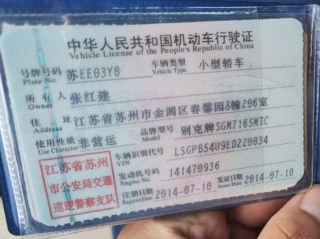 中华人民共和国机动车行驶证
Vehicle License of the People's Republic of China
号牌号码 苏EE03Y6 车辆类型 小型轿车
Plate No. Vehicle Type
所有人 张红建
Owner
住址 江苏省苏州市金阊区春馨园8幢206室
Address
使用性质 非营运 品牌型号 别克牌SGM716SMTC
Use Character Model
江苏省苏州
市公安局交通
巡逻警察支队
车辆识别代号 LSGPB54U9EDZ20034
VIN
发动机号码 141470936
Engine No.
注册日期 2014-07-10 发证日期 2014-07-10
Register Date Issue Date